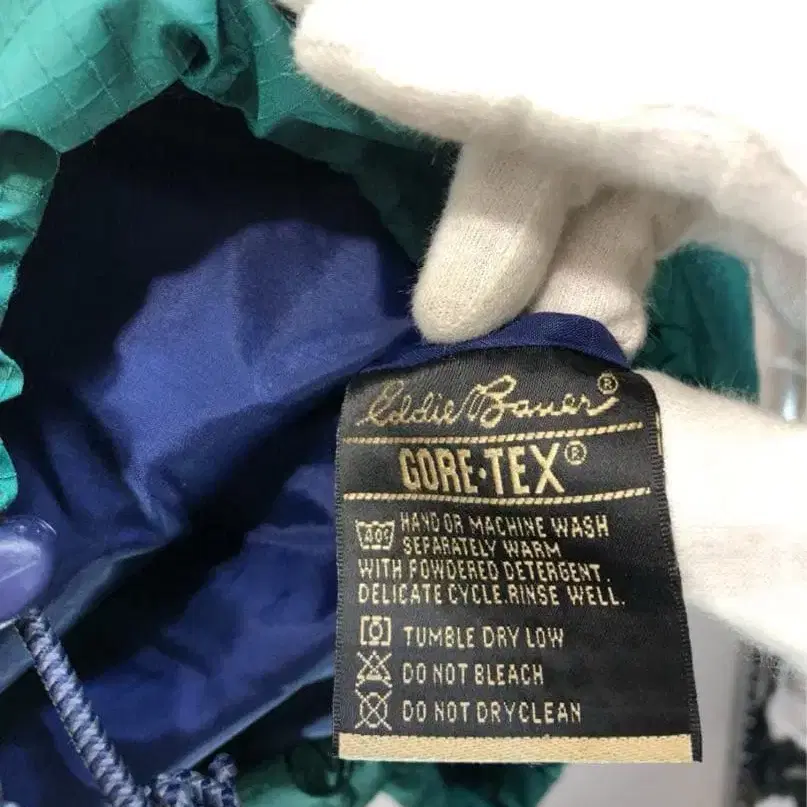 Eddie Bauer®
GORE-TEX®
40° HAND OR MACHINE WASH
SEPARATELY WARM
WITH POWDERED DETERGENT.
DELICATE CYCLE.RINSE WELL.
TUMBLE DRY LOW
DO NOT BLEACH
DO NOT DRYCLEAN